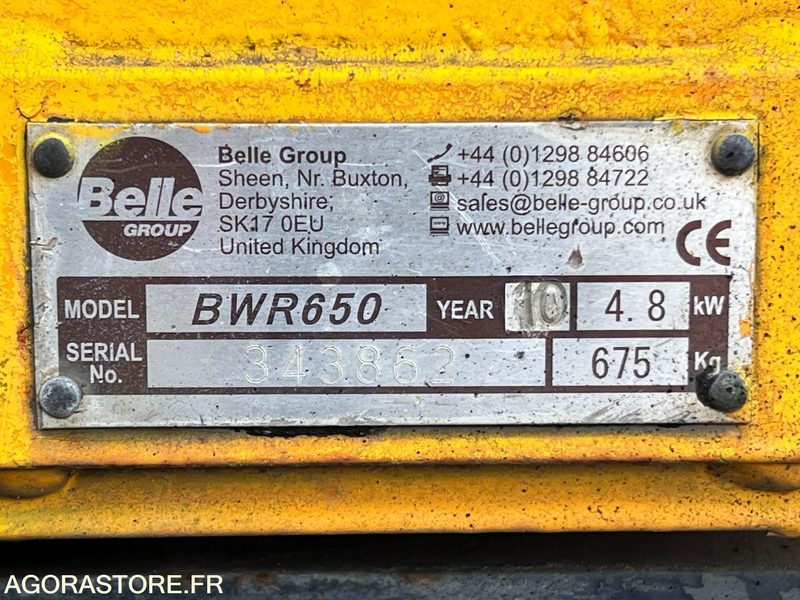 Belle
GROUP
Belle Group
Sheen, Nr. Buxton,
Derbyshire;
SK17 0EU
United Kingdom
+44 (0)1298 84606
+44 (0)1298 84722
sales@belle-group.co.uk
www.bellegroup.com
CE
MODEL BWR650 YEAR 10 4.8 kW
SERIAL No. 343862 675 Kg
AGORASTORE.FR